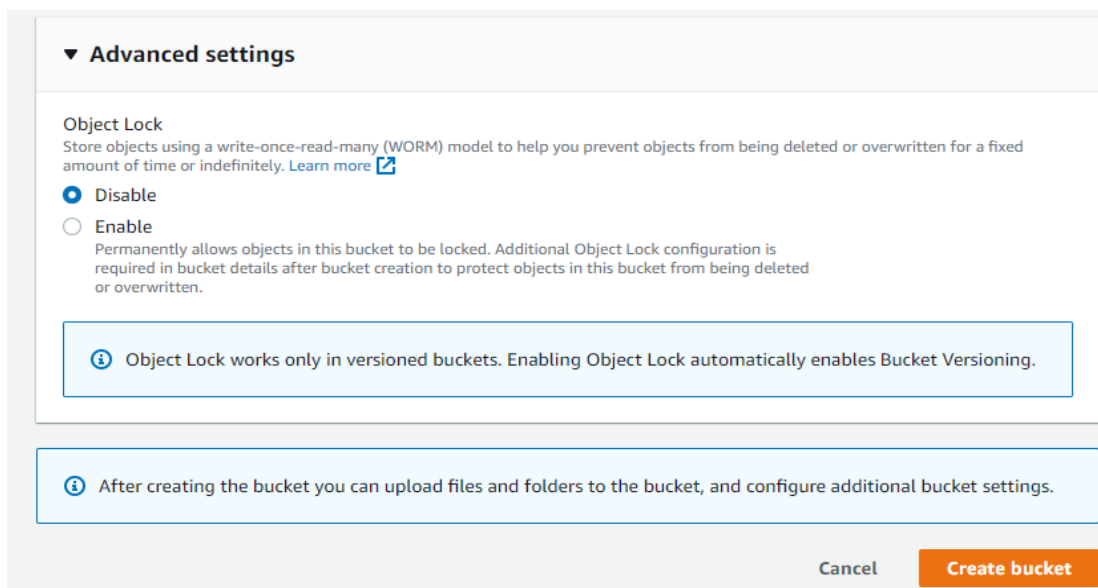 Advanced settings
Object Lock
Store objects using a write-once-read-many (WORM) model to help you prevent objects from being deleted or overwritten for a fixed
amount of time or indefinitely. Learn more
Disable
Enable
Permanently allows objects in this bucket to be locked. Additional Object Lock configuration is
required in bucket details after bucket creation to protect objects in this bucket from being deleted
or overwritten.
Object Lock works only in versioned buckets. Enabling Object Lock automatically enables Bucket Versioning.
After creating the bucket you can upload files and folders to the bucket, and configure additional bucket settings.
Cancel Create bucket